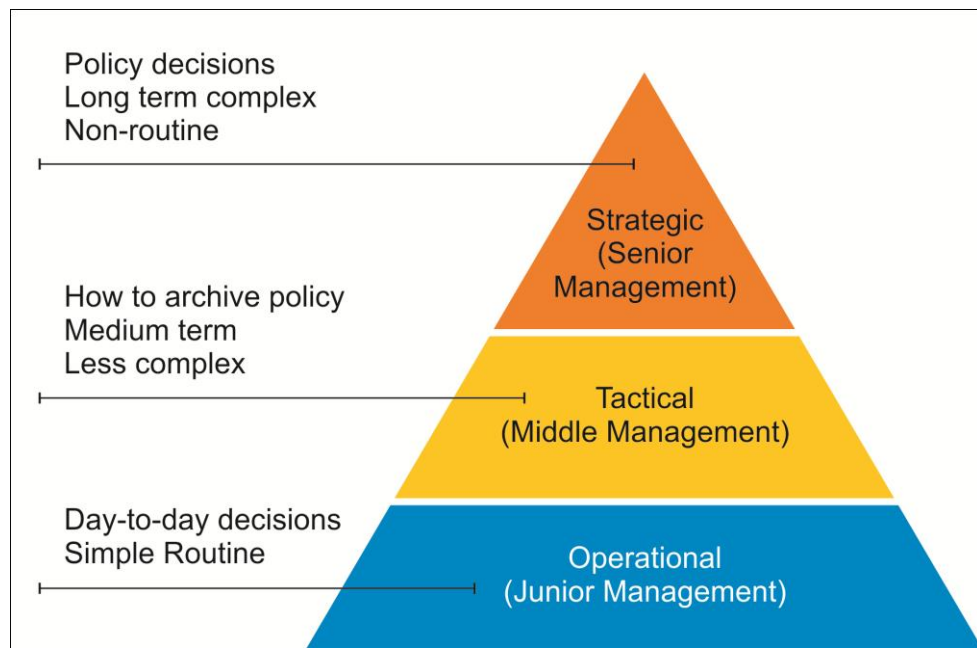 Policy decisions
Long term complex
Non-routine
Strategic
(Senior
Management)
How to archive policy
Medium term
Less complex
Tactical
(Middle Management)
Day-to-day decisions
Simple Routine
Operational
(Junior Management)